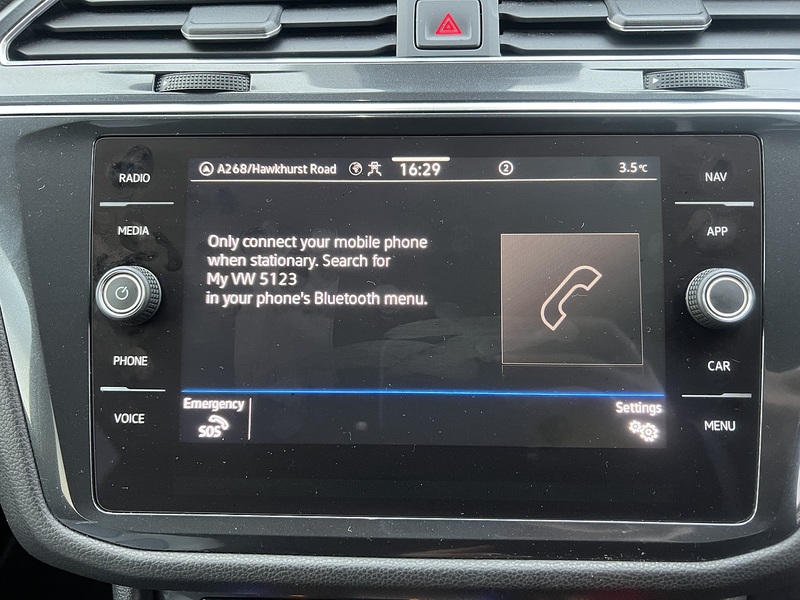 RADIO
MEDIA
PHONE
VOICE
A268/Hawkhurst Road
16:29
2
3.5°C
Only connect your mobile phone
when stationary. Search for
My VW 5123
in your phone's Bluetooth menu.
Emergency
SOS
Settings
NAV
APP
CAR
MENU